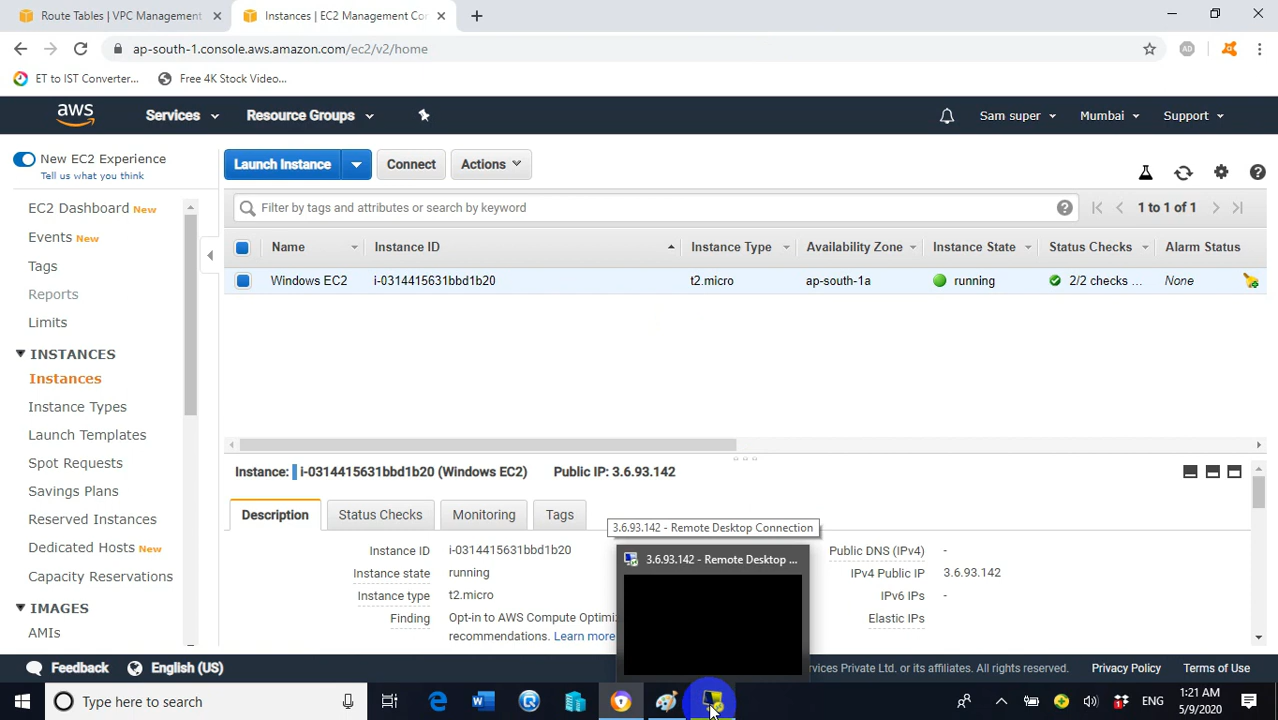 Route Tables | VPC Management
Instances | EC2 Management Cor
ap-south-1.console.aws.amazon.com/ec2/v2/home
AD
ET to IST Converter...
Free 4K Stock Video...
aws
Services
Resource Groups
Sam super
Mumbai
Support
New EC2 Experience
Tell us what you think
EC2 Dashboard New
Events New
Tags
Reports
Limits
INSTANCES
Instances
Instance Types
Launch Templates
Spot Requests
Savings Plans
Reserved Instances
Dedicated Hosts New
Capacity Reservations
IMAGES
AMIs
Launch Instance
Connect
Actions
Filter by tags and attributes or search by keyword
1 to 1 of 1
Name
Instance ID
Instance Type
Availability Zone
Instance State
Status Checks
Alarm Status
Windows EC2
i-0314415631bbd1b20
t2.micro
ap-south-1a
running
2/2 checks ...
None
Instance: i-0314415631bbd1b20 (Windows EC2) Public IP: 3.6.93.142
Description
Status Checks
Monitoring
Tags
3.6.93.142 - Remote Desktop Connection
3.6.93.142 - Remote Desktop ...
Instance ID i-0314415631bbd1b20
Instance state running
Instance type t2.micro
Finding Opt-in to AWS Compute Optimiz
recommendations. Learn more
Public DNS (IPv4) -
IPv4 Public IP 3.6.93.142
IPv6 IPs -
Elastic IPs
Feedback
English (US)
vices Private Ltd. or its affiliates. All rights reserved.
Privacy Policy
Terms of Use
Type here to search
ENG
1:21 AM
5/9/2020